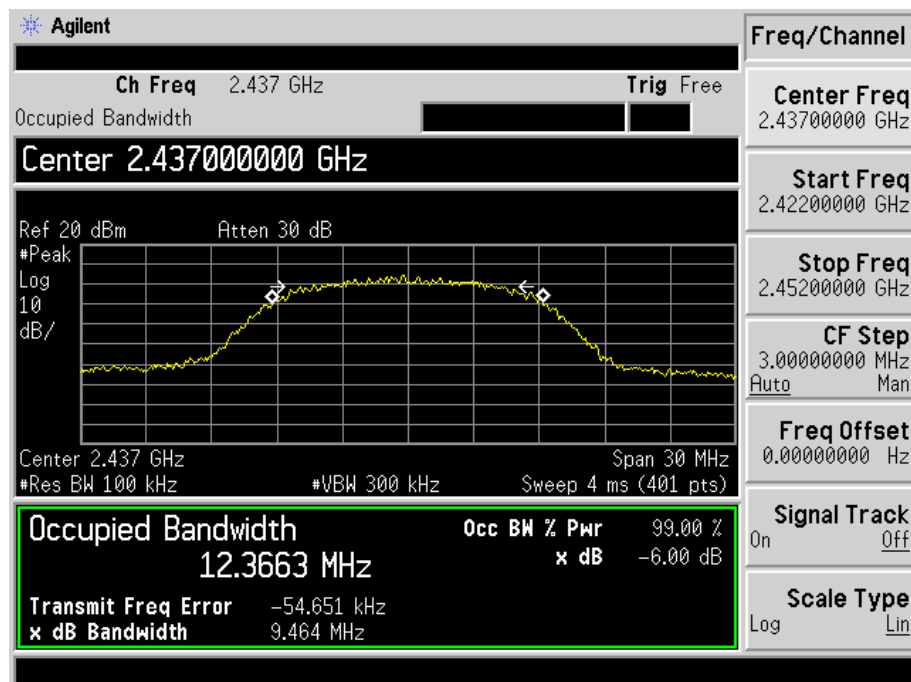 Agilent
Freq/Channel
Ch Freq 2.437 GHz Trig Free
Occupied Bandwidth
Center 2.437000000 GHz
Ref 20 dBm Atten 30 dB
#Peak
Log
10
dB/
Center 2.437 GHz Span 30 MHz
#Res BW 100 kHz #VBW 300 kHz Sweep 4 ms (401 pts)
Occupied Bandwidth
12.3663 MHz
Occ BW % Pwr 99.00 %
x dB -6.00 dB
Transmit Freq Error -54.651 kHz
x dB Bandwidth 9.464 MHz
Center Freq
2.43700000 GHz
Start Freq
2.42200000 GHz
Stop Freq
2.45200000 GHz
CF Step
3.00000000 MHz
Auto Man
Freq Offset
0.00000000 Hz
Signal Track
On Off
Scale Type
Log Lin